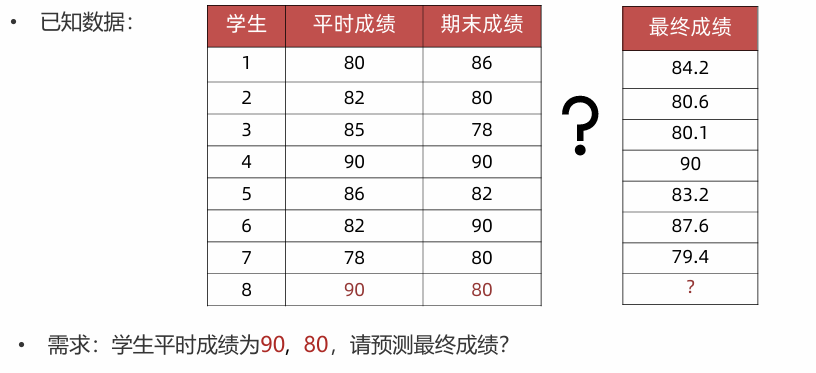 • 已知数据：
学生 平时成绩 期末成绩 最终成绩
1 80 86 84.2
2 82 80 80.6
3 85 78 80.1
4 90 90 90
5 86 82 83.2
6 82 90 87.6
7 78 80 79.4
8 90 80 ?
?
• 需求：学生平时成绩为90，80，请预测最终成绩?